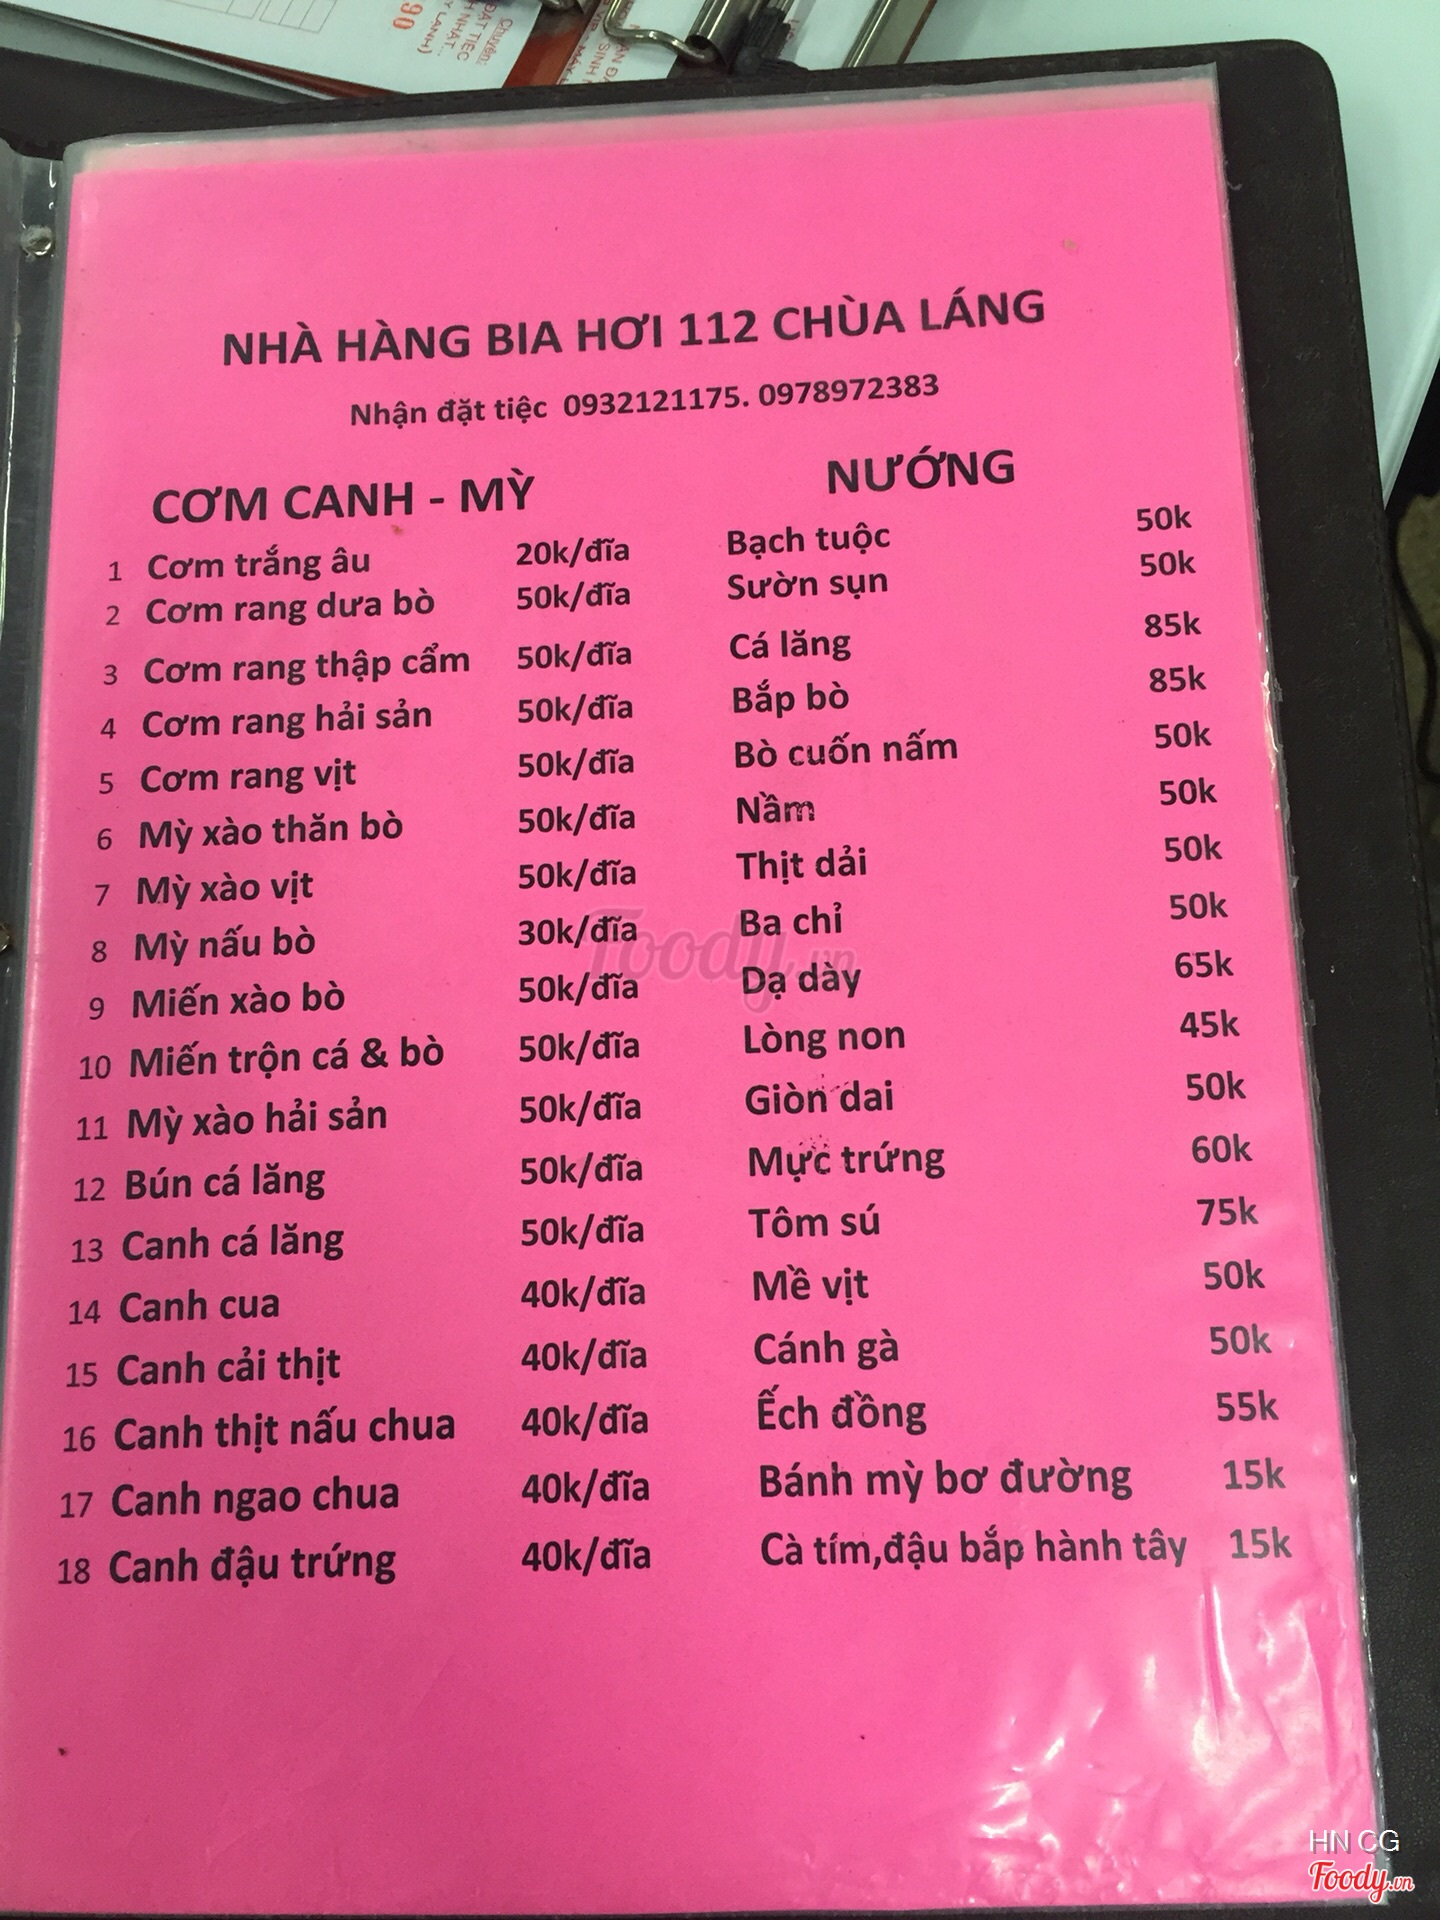 Chuyên:
90
NHÀ HÀNG BIA HƠI 112 CHÙA LÁNG
Nhận đặt tiệc 0932121175. 0978972383
CƠM CANH - MỲ
1 Cơm trắng âu 20k/đĩa
2 Cơm rang dưa bò 50k/đĩa
3 Cơm rang thập cẩm 50k/đĩa
4 Cơm rang hải sản 50k/đĩa
5 Cơm rang vịt 50k/đĩa
6 Mỳ xào thăn bò 50k/đĩa
7 Mỳ xào vịt 50k/đĩa
8 Mỳ nấu bò 30k/đĩa
9 Miến xào bò 50k/đĩa
10 Miến trộn cá & bò 50k/đĩa
11 Mỳ xào hải sản 50k/đĩa
12 Bún cá lăng 50k/đĩa
13 Canh cá lăng 50k/đĩa
14 Canh cua 40k/đĩa
15 Canh cải thịt 40k/đĩa
16 Canh thịt nấu chua 40k/đĩa
17 Canh ngao chua 40k/đĩa
18 Canh đậu trứng 40k/đĩa
NƯỚNG
Bạch tuộc 50k
Sườn sụn 50k
Cá lăng 85k
Bắp bò 85k
Bò cuốn nấm 50k
Nầm 50k
Thịt dải 50k
Ba chỉ 50k
Dạ dày 65k
Lòng non 45k
Giòn dai 50k
Mực trứng 60k
Tôm sú 75k
Mề vịt 50k
Cánh gà 50k
Ếch đồng 55k
Bánh mỳ bơ đường 15k
Cà tím,đậu bắp hành tây 15k
Foody.vn
HN CG
Foody.vn